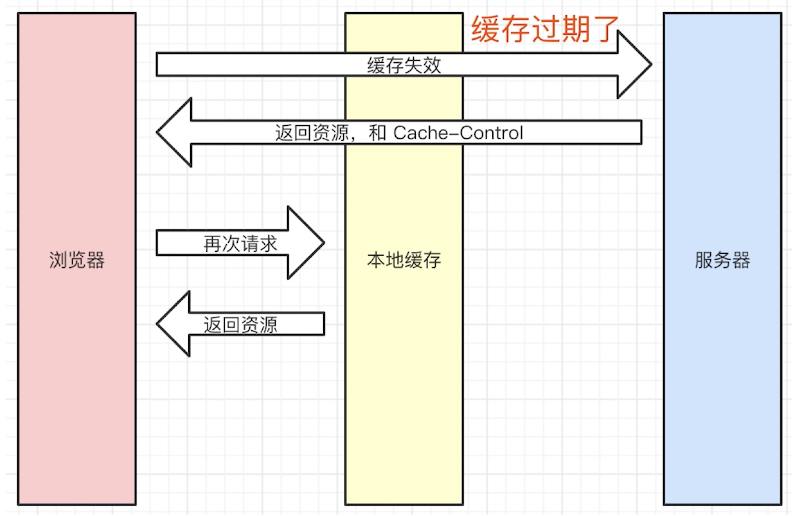 缓存过期了
缓存失效
返回资源，和 Cache-Control
再次请求
浏览器
本地缓存
服务器
返回资源